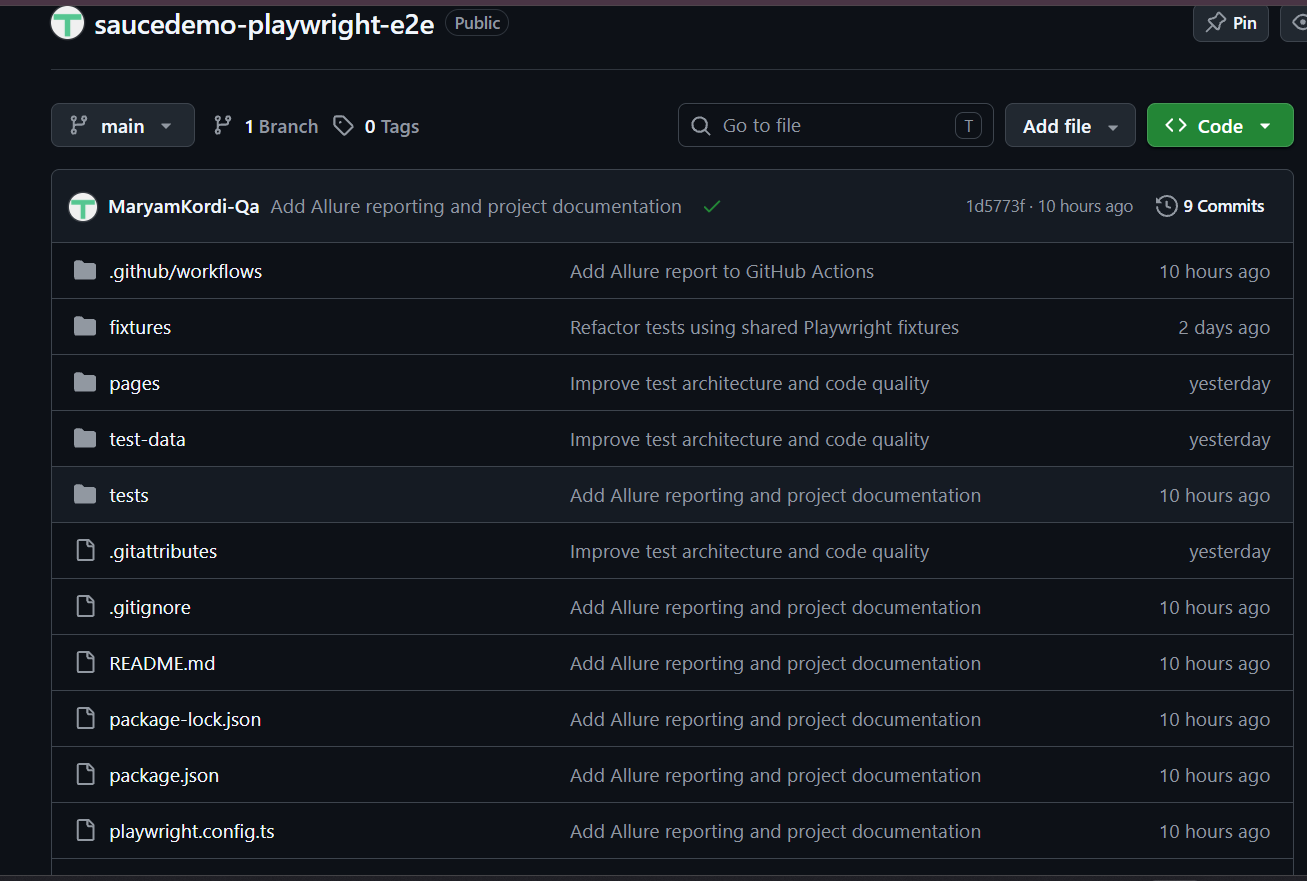 saucedemo-playwright-e2e Public Pin
main 1 Branch 0 Tags Go to file T Add file Code
MaryamKordi-Qa Add Allure reporting and project documentation 1d5773f · 10 hours ago 9 Commits
.github/workflows Add Allure report to GitHub Actions 10 hours ago
fixtures Refactor tests using shared Playwright fixtures 2 days ago
pages Improve test architecture and code quality yesterday
test-data Improve test architecture and code quality yesterday
tests Add Allure reporting and project documentation 10 hours ago
.gitattributes Improve test architecture and code quality yesterday
.gitignore Add Allure reporting and project documentation 10 hours ago
README.md Add Allure reporting and project documentation 10 hours ago
package-lock.json Add Allure reporting and project documentation 10 hours ago
package.json Add Allure reporting and project documentation 10 hours ago
playwright.config.ts Add Allure reporting and project documentation 10 hours ago